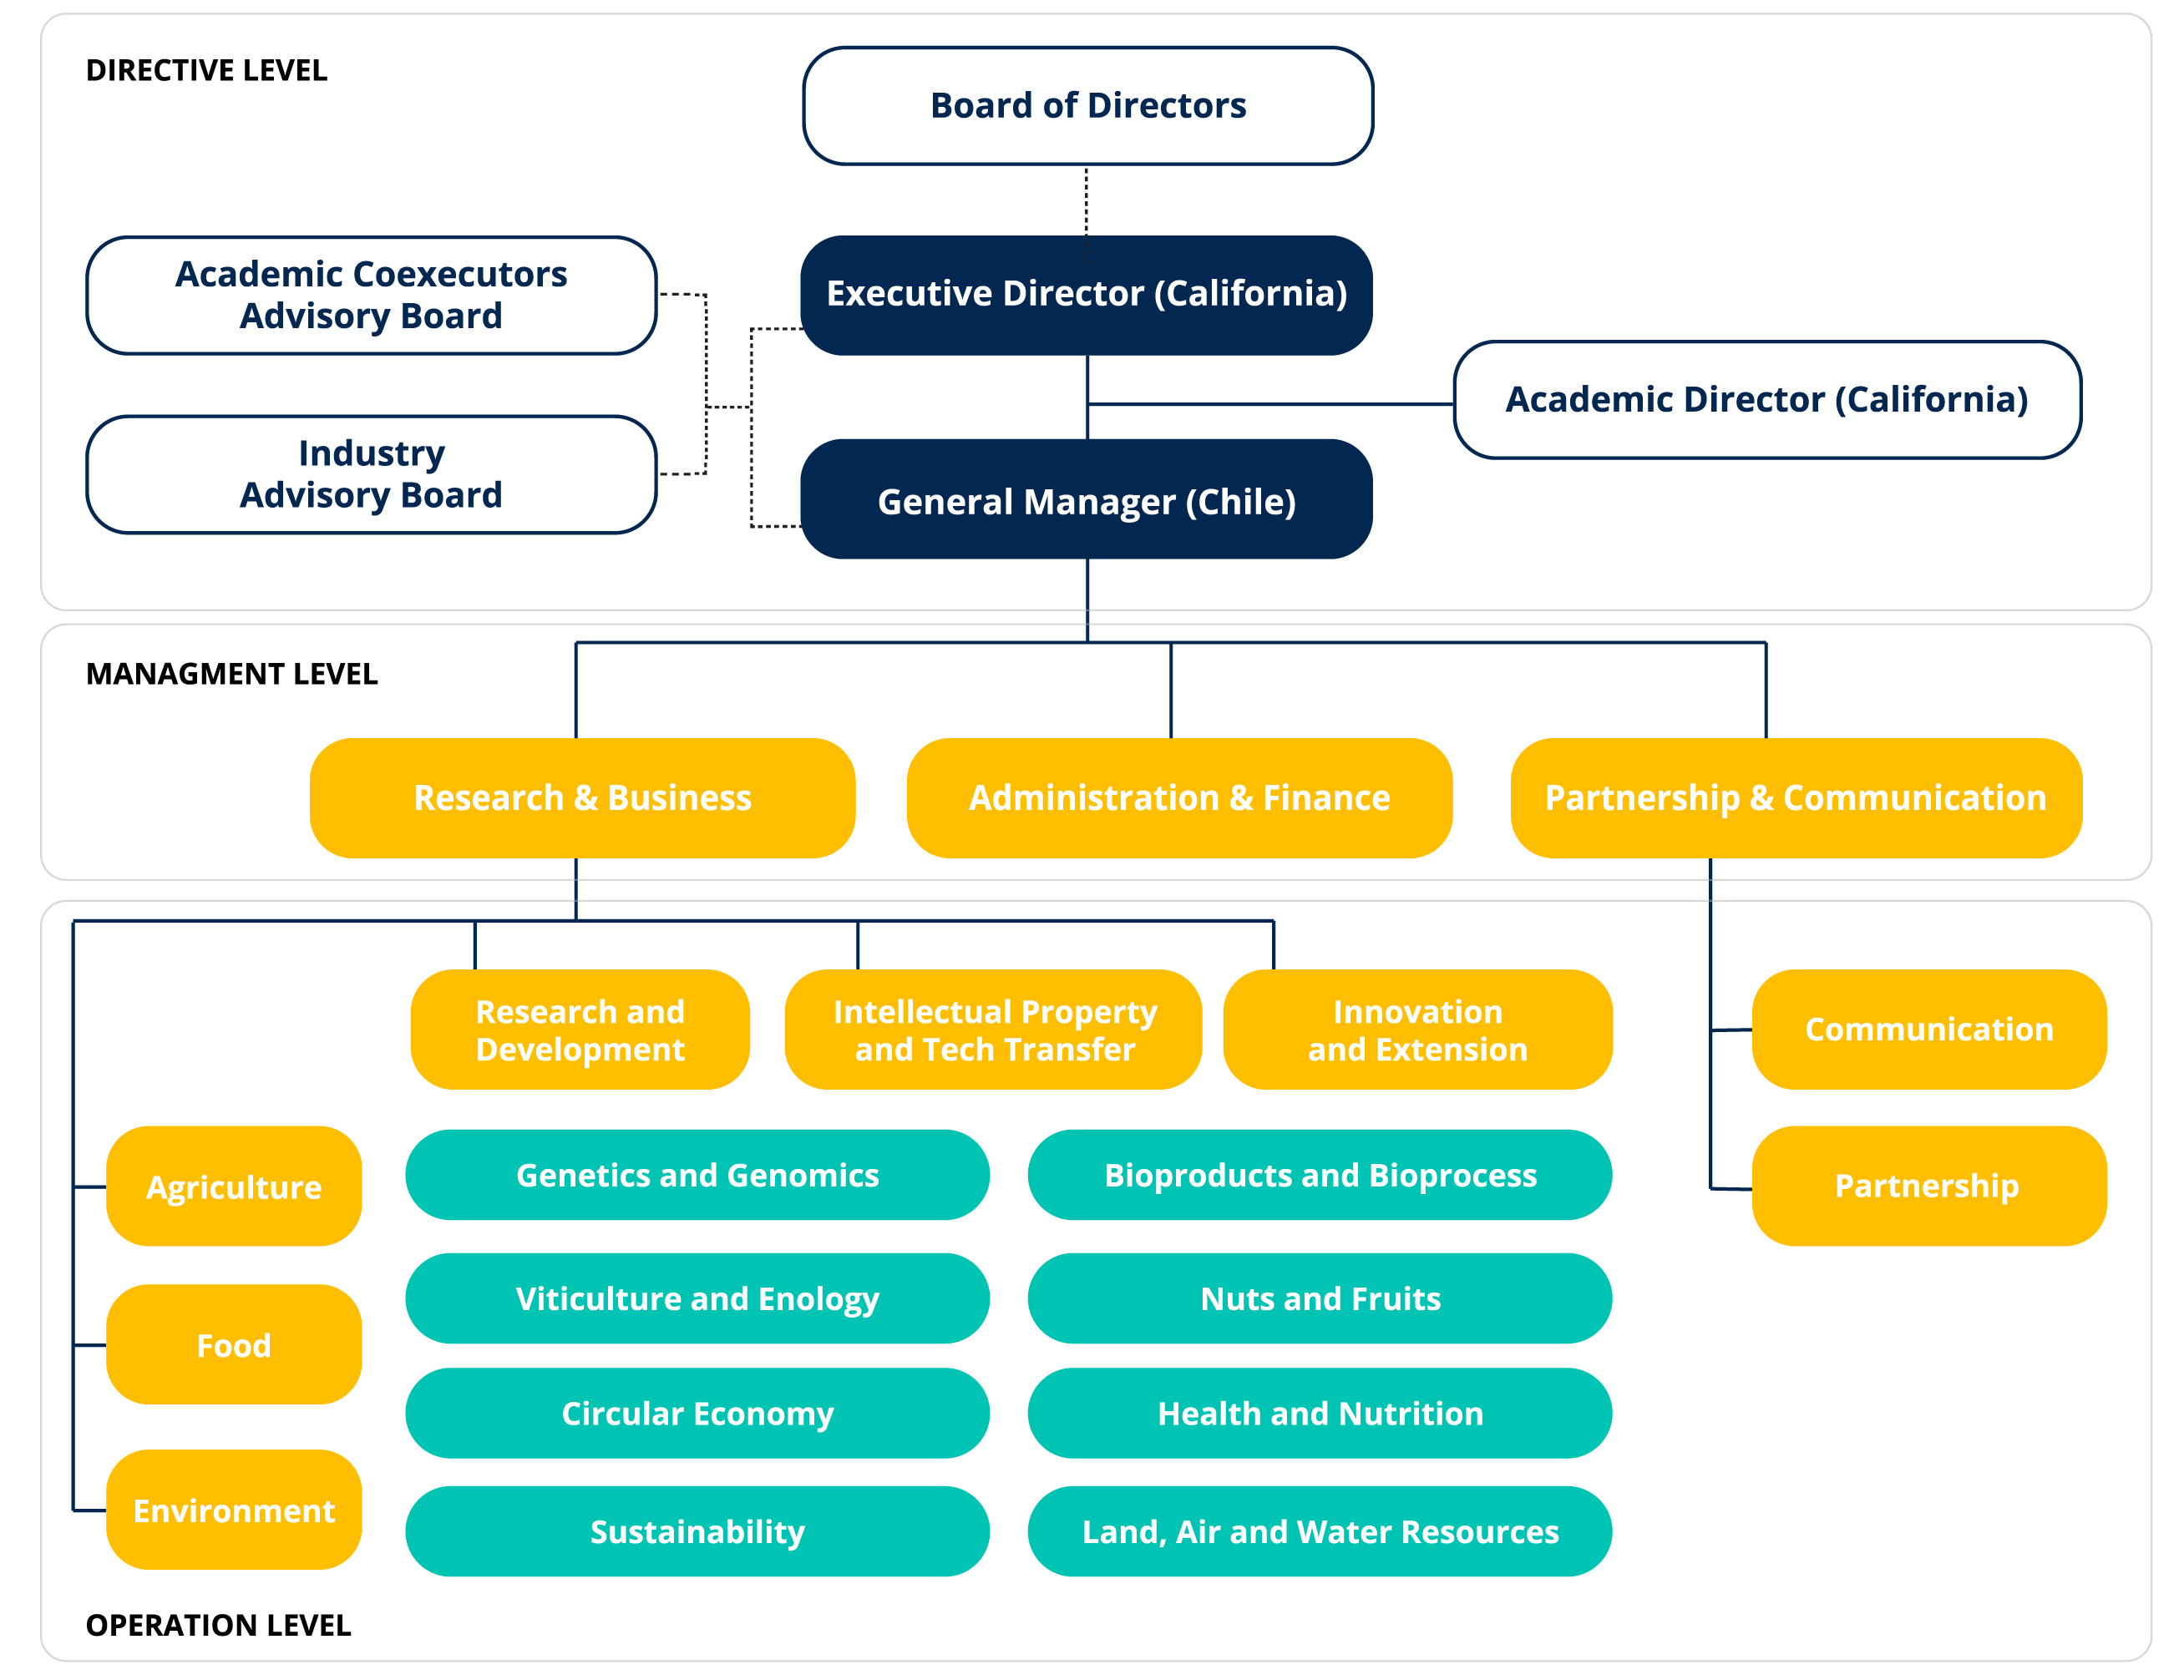 DIRECTIVE LEVEL
Board of Directors
Academic Coexecutors
Advisory Board
Executive Director (California)
Academic Director (California)
Industry
Advisory Board
General Manager (Chile)
MANAGMENT LEVEL
Research & Business
Administration & Finance
Partnership & Communication
Research and
Development
Intellectual Property
and Tech Transfer
Innovation
and Extension
Communication
Agriculture
Genetics and Genomics
Bioproducts and Bioprocess
Partnership
Food
Viticulture and Enology
Nuts and Fruits
Circular Economy
Health and Nutrition
Environment
Sustainability
Land, Air and Water Resources
OPERATION LEVEL